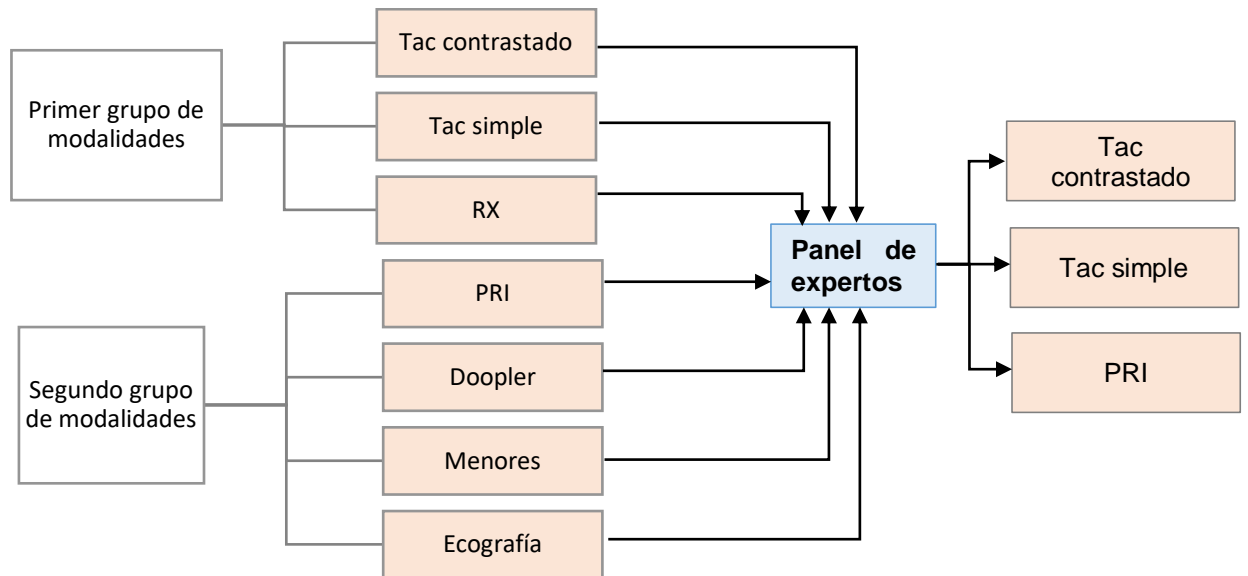 Primer grupo de
modalidades
Tac contrastado
Tac simple
RX
Segundo grupo
de modalidades
PRI
Doopler
Menores
Ecografía
Panel de
expertos
Tac
contrastado
Tac simple
PRI